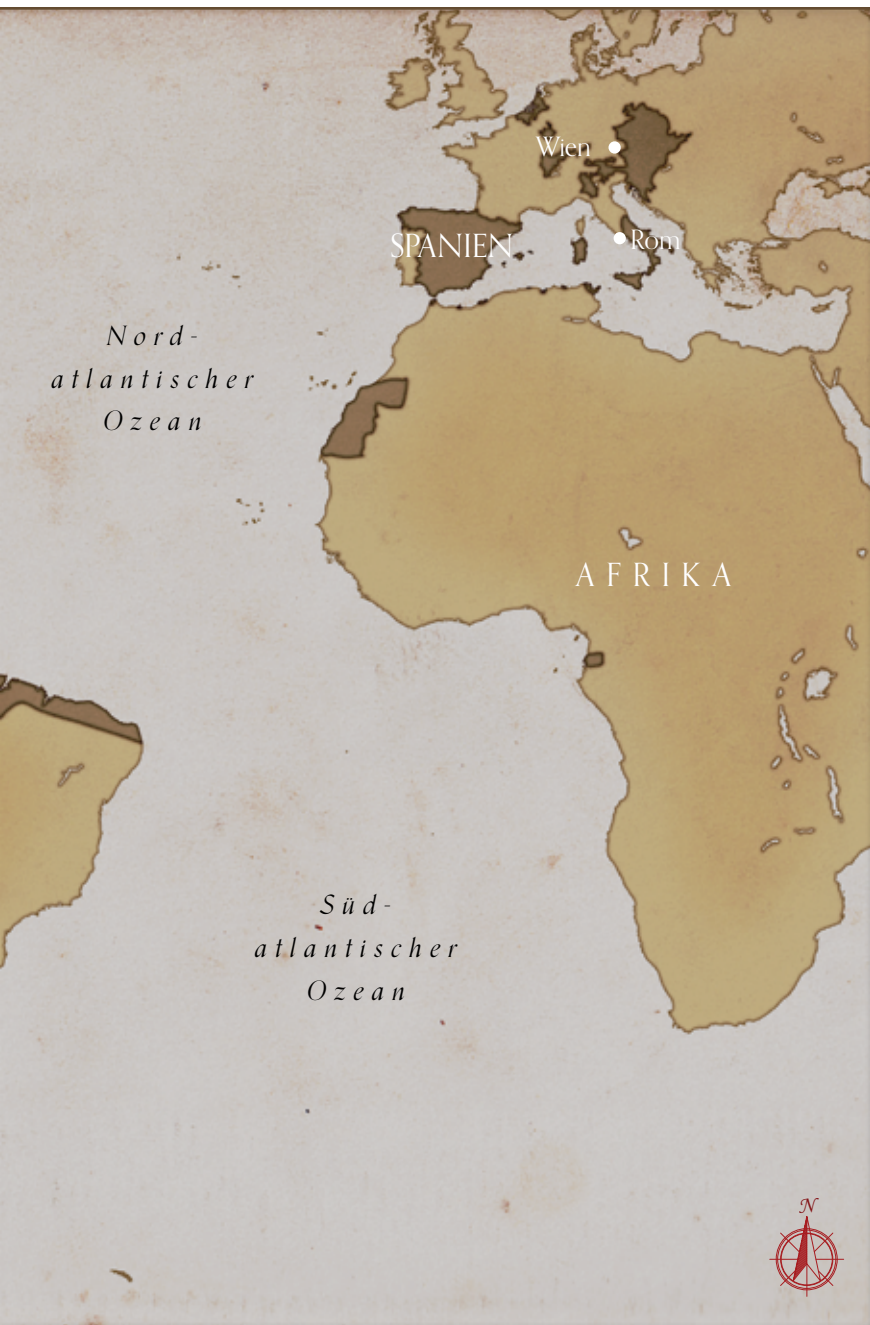 Wien
SPANIEN
Rom
Nord-
atlantischer
Ozean
AFRIKA
Süd-
atlantischer
Ozean
N